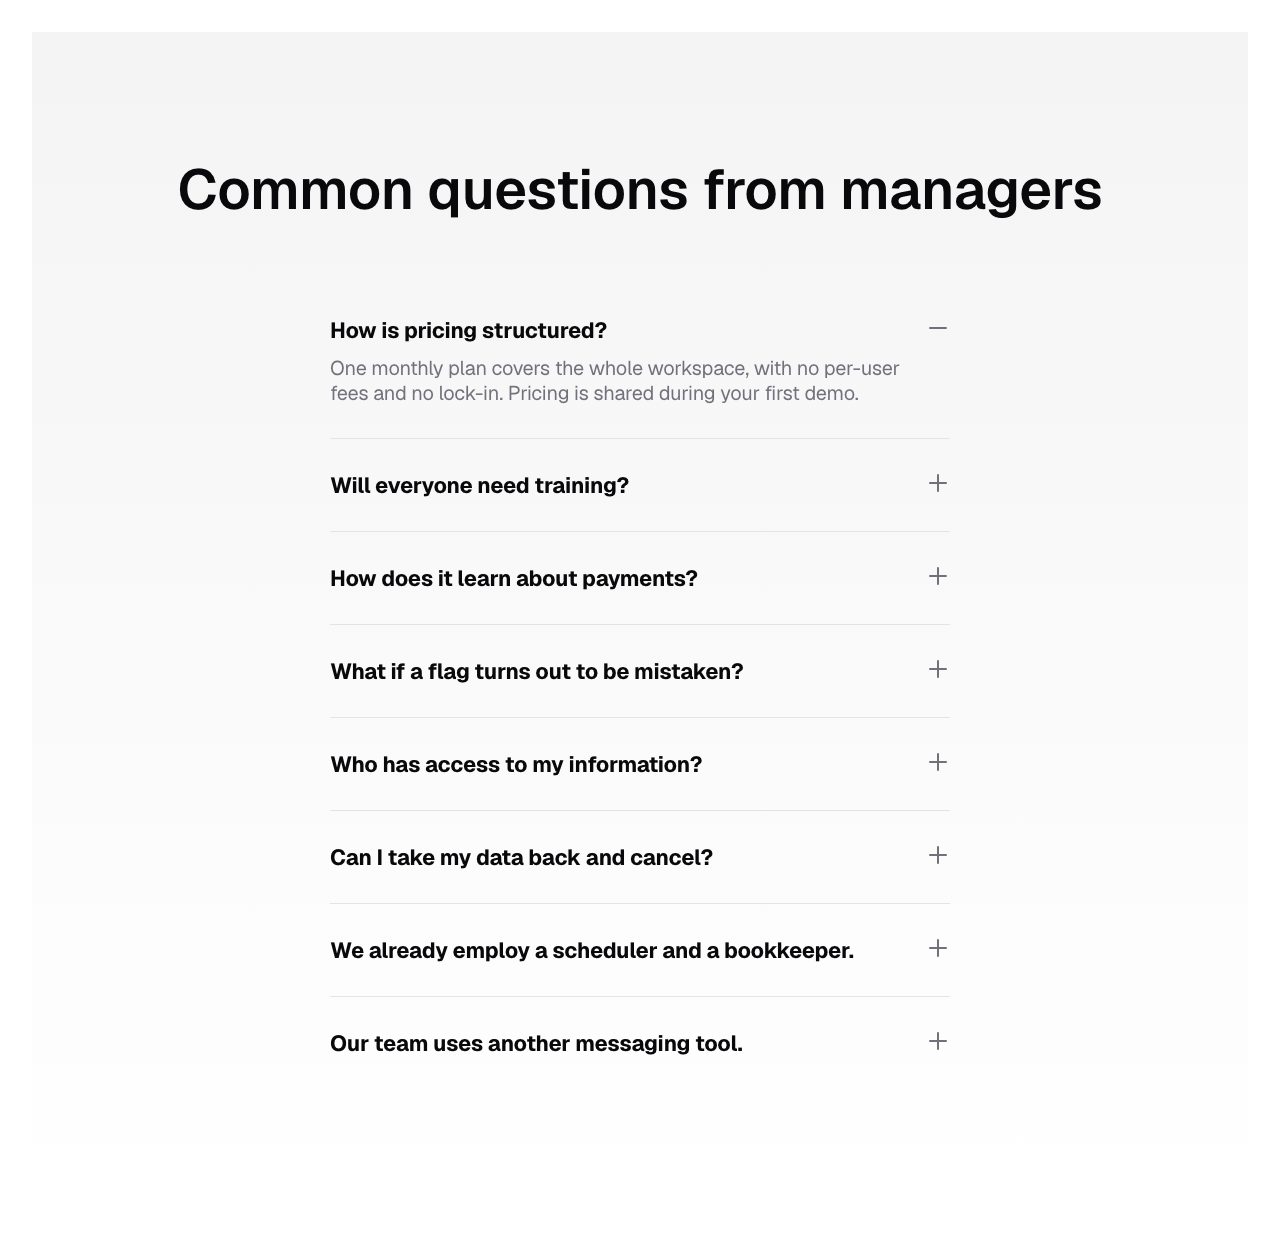 Common questions from managers
How is pricing structured?
One monthly plan covers the whole workspace, with no per-user
fees and no lock-in. Pricing is shared during your first demo.
Will everyone need training?
How does it learn about payments?
What if a flag turns out to be mistaken?
Who has access to my information?
Can I take my data back and cancel?
We already employ a scheduler and a bookkeeper.
Our team uses another messaging tool.